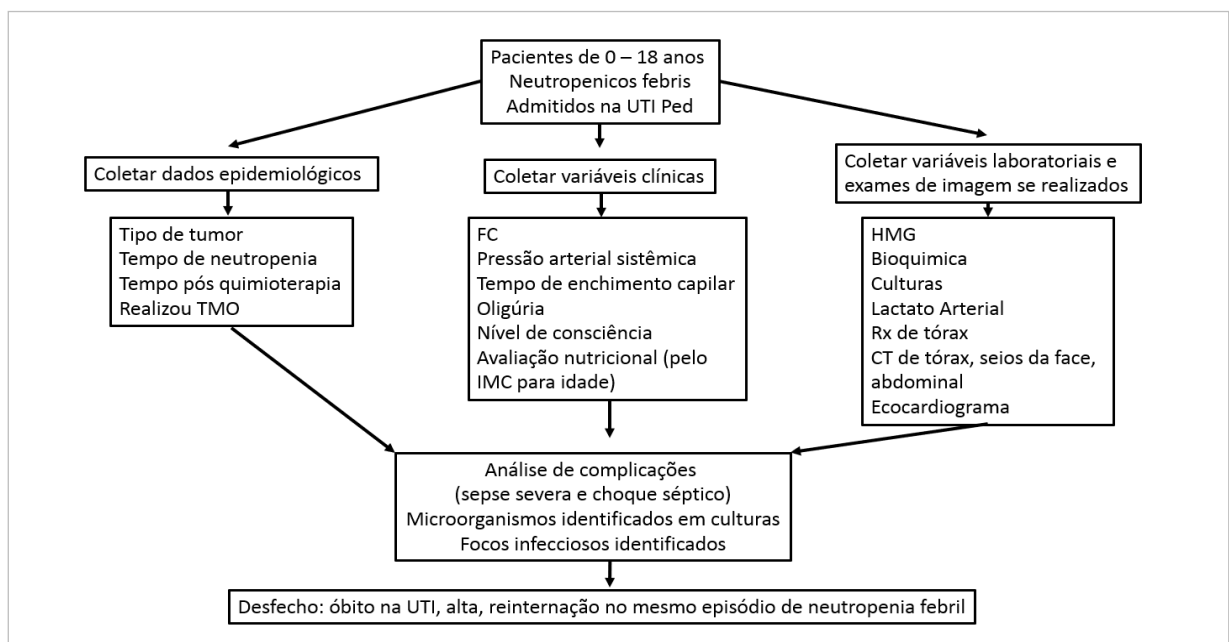 Pacientes de 0 – 18 anos
Neutropenicos febris
Admitidos na UTI Ped
Coletar dados epidemiológicos
Coletar variáveis clínicas
Coletar variáveis laboratoriais e
exames de imagem se realizados
Tipo de tumor
Tempo de neutropenia
Tempo pós quimioterapia
Realizou TMO
FC
Pressão arterial sistêmica
Tempo de enchimento capilar
Oligúria
Nível de consciência
Avaliação nutricional (pelo
IMC para idade)
HMG
Bioquimica
Culturas
Lactato Arterial
Rx de tórax
CT de tórax, seios da face,
abdominal
Ecocardiograma
Análise de complicações
(sepse severa e choque séptico)
Microorganismos identificados em culturas
Focos infecciosos identificados
Desfecho: óbito na UTI, alta, reinternação no mesmo episódio de neutropenia febril